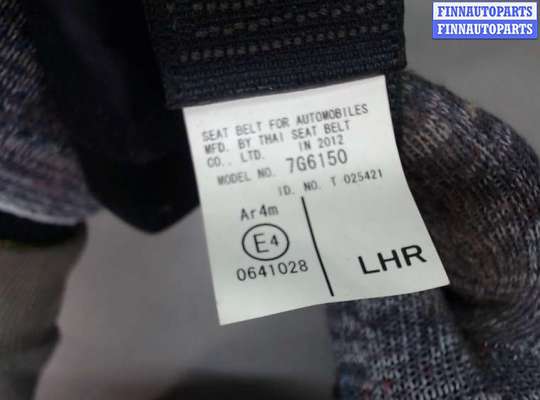 FINNAUTOPARTS
FINNAUTOPARTS
SEAT BELT FOR AUTOMOBILES
MFD. BY THAI SEAT BELT
CO., LTD. IN 2012
MODEL NO. 7G6150
ID. NO. T 025421
Ar4m
E4
0641028
LHR